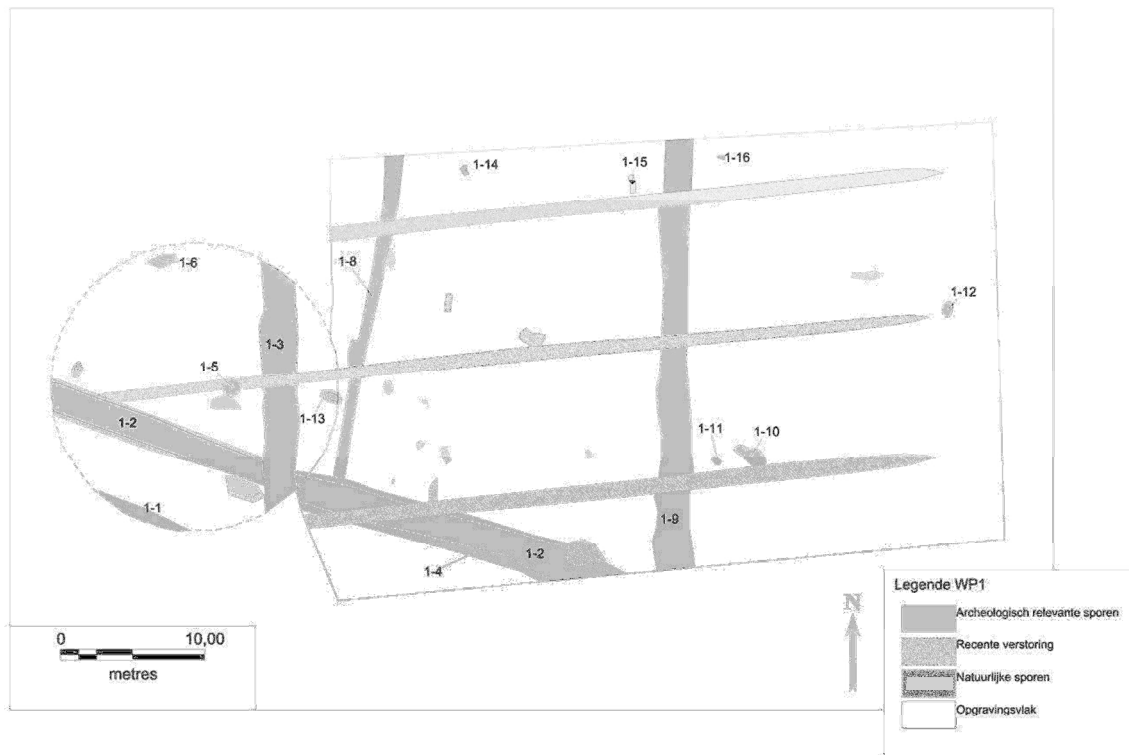 1-14
1-15
1-16
1-8
1-6
1-12
1-3
1-5
1-2
1-13
1-11
1-10
1-1
1-9
1-2
1-4
0 10,00
metres
N
Legende WP1
Archeologisch relevante sporen
Recente verstoring
Natuurlijke sporen
Opgravingsvlak